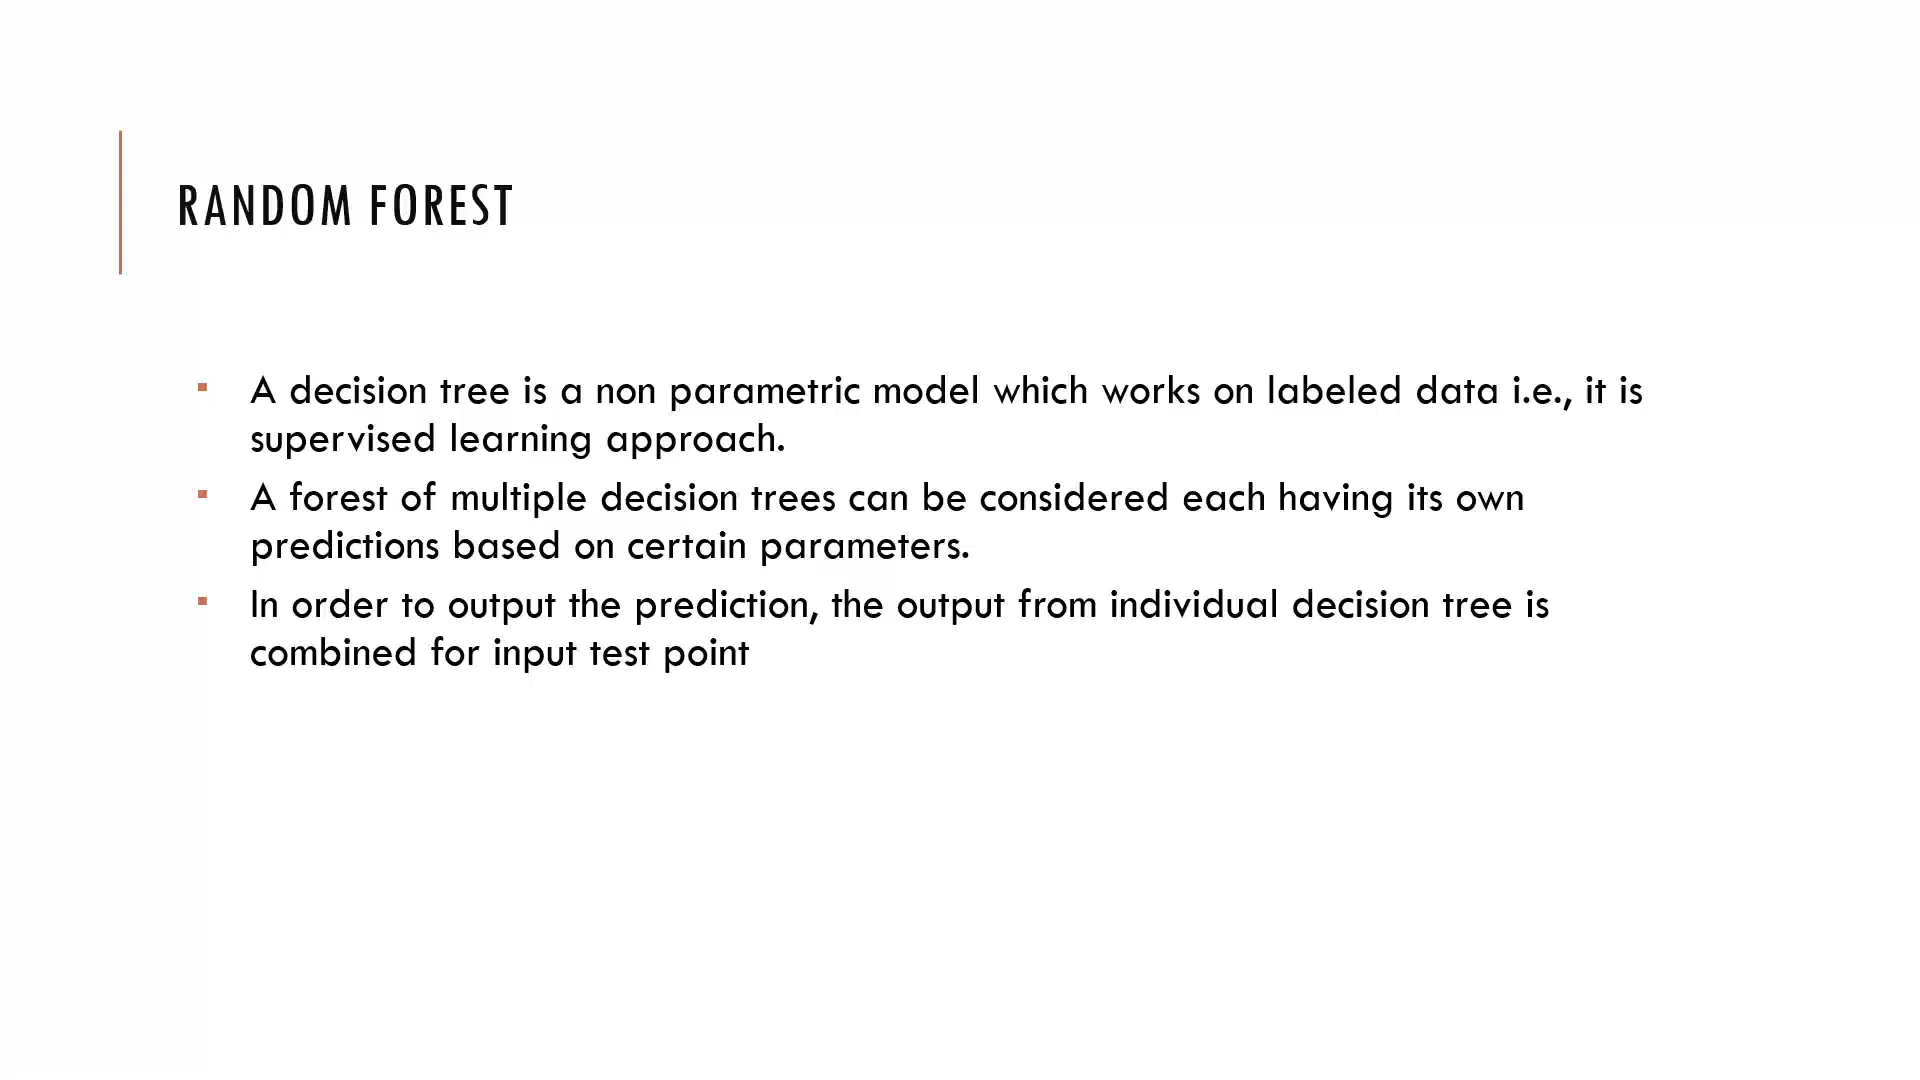 RANDOM FOREST
▪ A decision tree is a non parametric model which works on labeled data i.e., it is
supervised learning approach.
▪ A forest of multiple decision trees can be considered each having its own
predictions based on certain parameters.
▪ In order to output the prediction, the output from individual decision tree is
combined for input test point